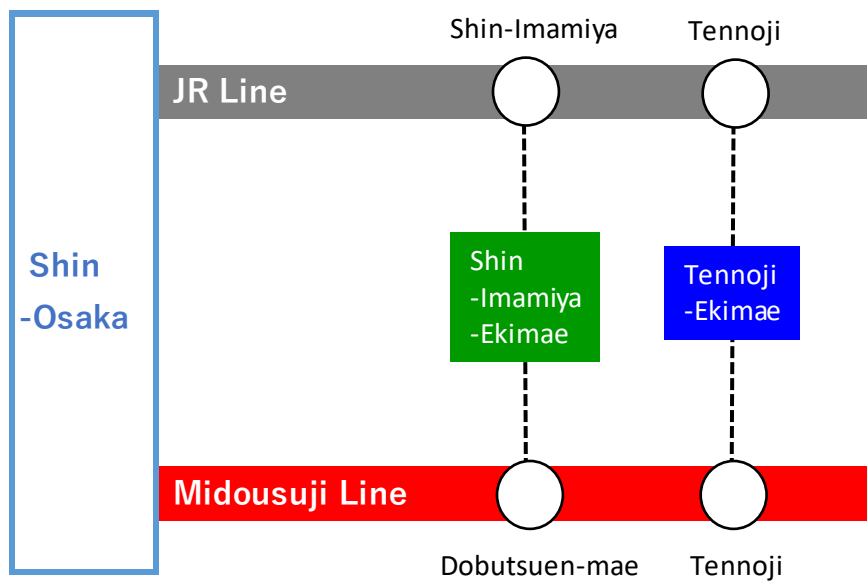 Shin-Imamiya
Tennoji
JR Line
Shin
-Osaka
Shin
-Imamiya
-Ekimae
Tennoji
-Ekimae
Midousuji Line
Dobutsuen-mae
Tennoji